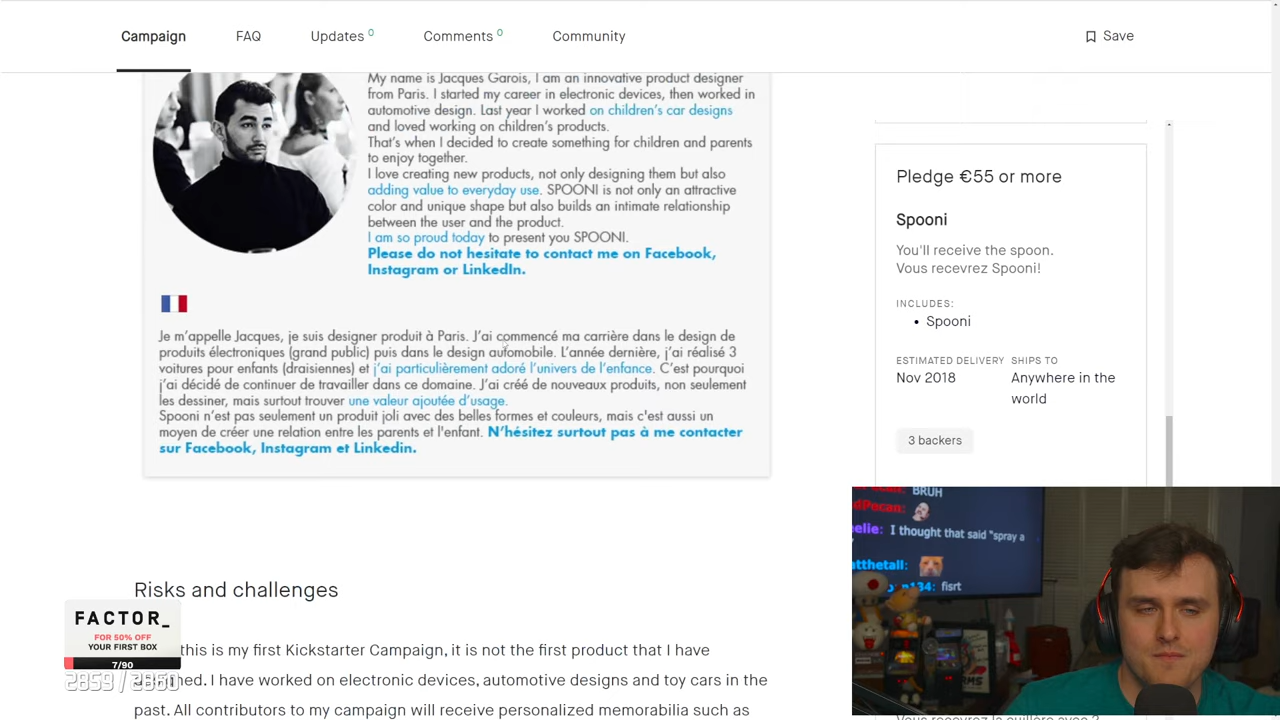 Campaign
FAQ
Updates 0
Comments 0
Community
Save
My name is Jacques Garois, I am an innovative product designer
from Paris. I started my career in electronic devices, then worked in
automotive design. Last year I worked on children's car designs
and loved working on children's products.
That's when I decided to create something for children and parents
to enjoy together.
I love creating new products, not only designing them but also
adding value to everyday use. SPOONI is not only an attractive
color and unique shape but also builds an intimate relationship
between the user and the product.
I am so proud today to present you SPOONI.
Please do not hesitate to contact me on Facebook,
Instagram or LinkedIn.
Je m'appelle Jacques, je suis designer produit à Paris. J'ai commencé ma carrière dans le design de
produits électroniques (grand public) puis dans le design automobile. L'année dernière, j'ai réalisé 3
voitures pour enfants (draisiennes) et j'ai particulièrement adoré l'univers de l'enfance. C'est pourquoi
j'ai décidé de continuer de travailler dans ce domaine. J'ai créé de nouveaux produits, non seulement
les dessiner, mais surtout trouver une valeur ajoutée d'usage.
Spooni n'est pas seulement un produit joli avec des belles formes et couleurs, mais c'est aussi un
moyen de créer une relation entre les parents et l'enfant. N'hésitez surtout pas à me contacter
sur Facebook, Instagram et Linkedin.
Risks and challenges
this is my first Kickstarter Campaign, it is not the first product that I have
I have worked on electronic devices, automotive designs and toy cars in the
past. All contributors to my campaign will receive personalized memorabilia such as
Pledge €55 or more
Spooni
You'll receive the spoon.
Vous recevrez Spooni!
INCLUDES:
• Spooni
ESTIMATED DELIVERY
Nov 2018
SHIPS TO
Anywhere in the
world
3 backers
FACTOR_
FOR 50% OFF
YOUR FIRST BOX
7/90
2859 / 2860
BRUH
dPecan:
eelie: I thought that said "spray a
tthetall:
134: fisrt